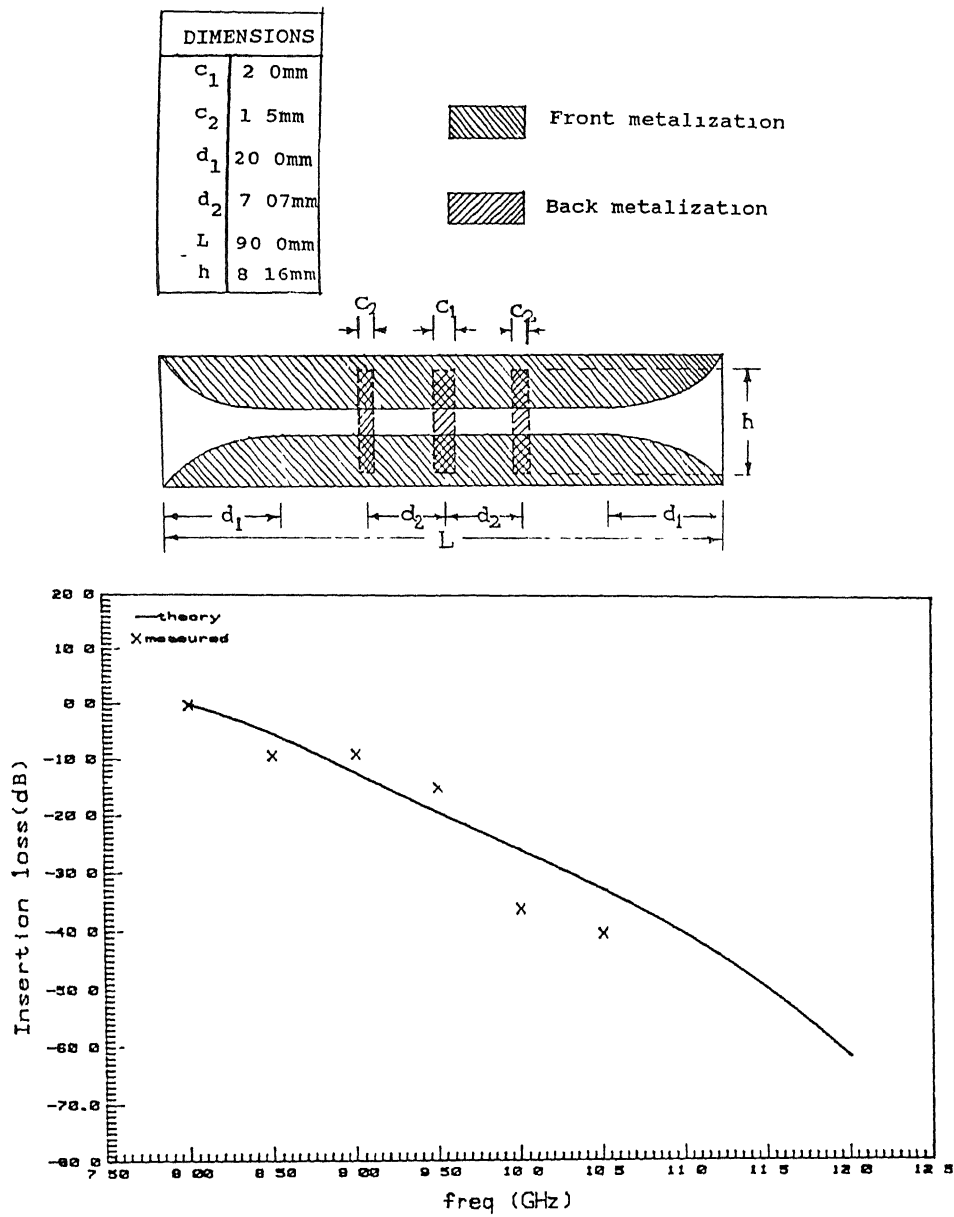 DIMENSIONS
c1 2 0mm
c2 1 5mm
d1 20 0mm
d2 7 07mm
L 90 0mm
h 8 16mm
Front metalization
Back metalization
c2 c1 c2
h
d1 d2 d2 d1
L
theory
x measured
20 0
10 0
0 0
-10 0
-20 0
-30 0
-40 0
-50 0
-60 0
-70.0
-80 0
Insertion loss(dB)
7 50 8 00 8 50 9 00 9 50 10 0 10 5 11 0 11 5 12 0 12 5
freq (GHz)